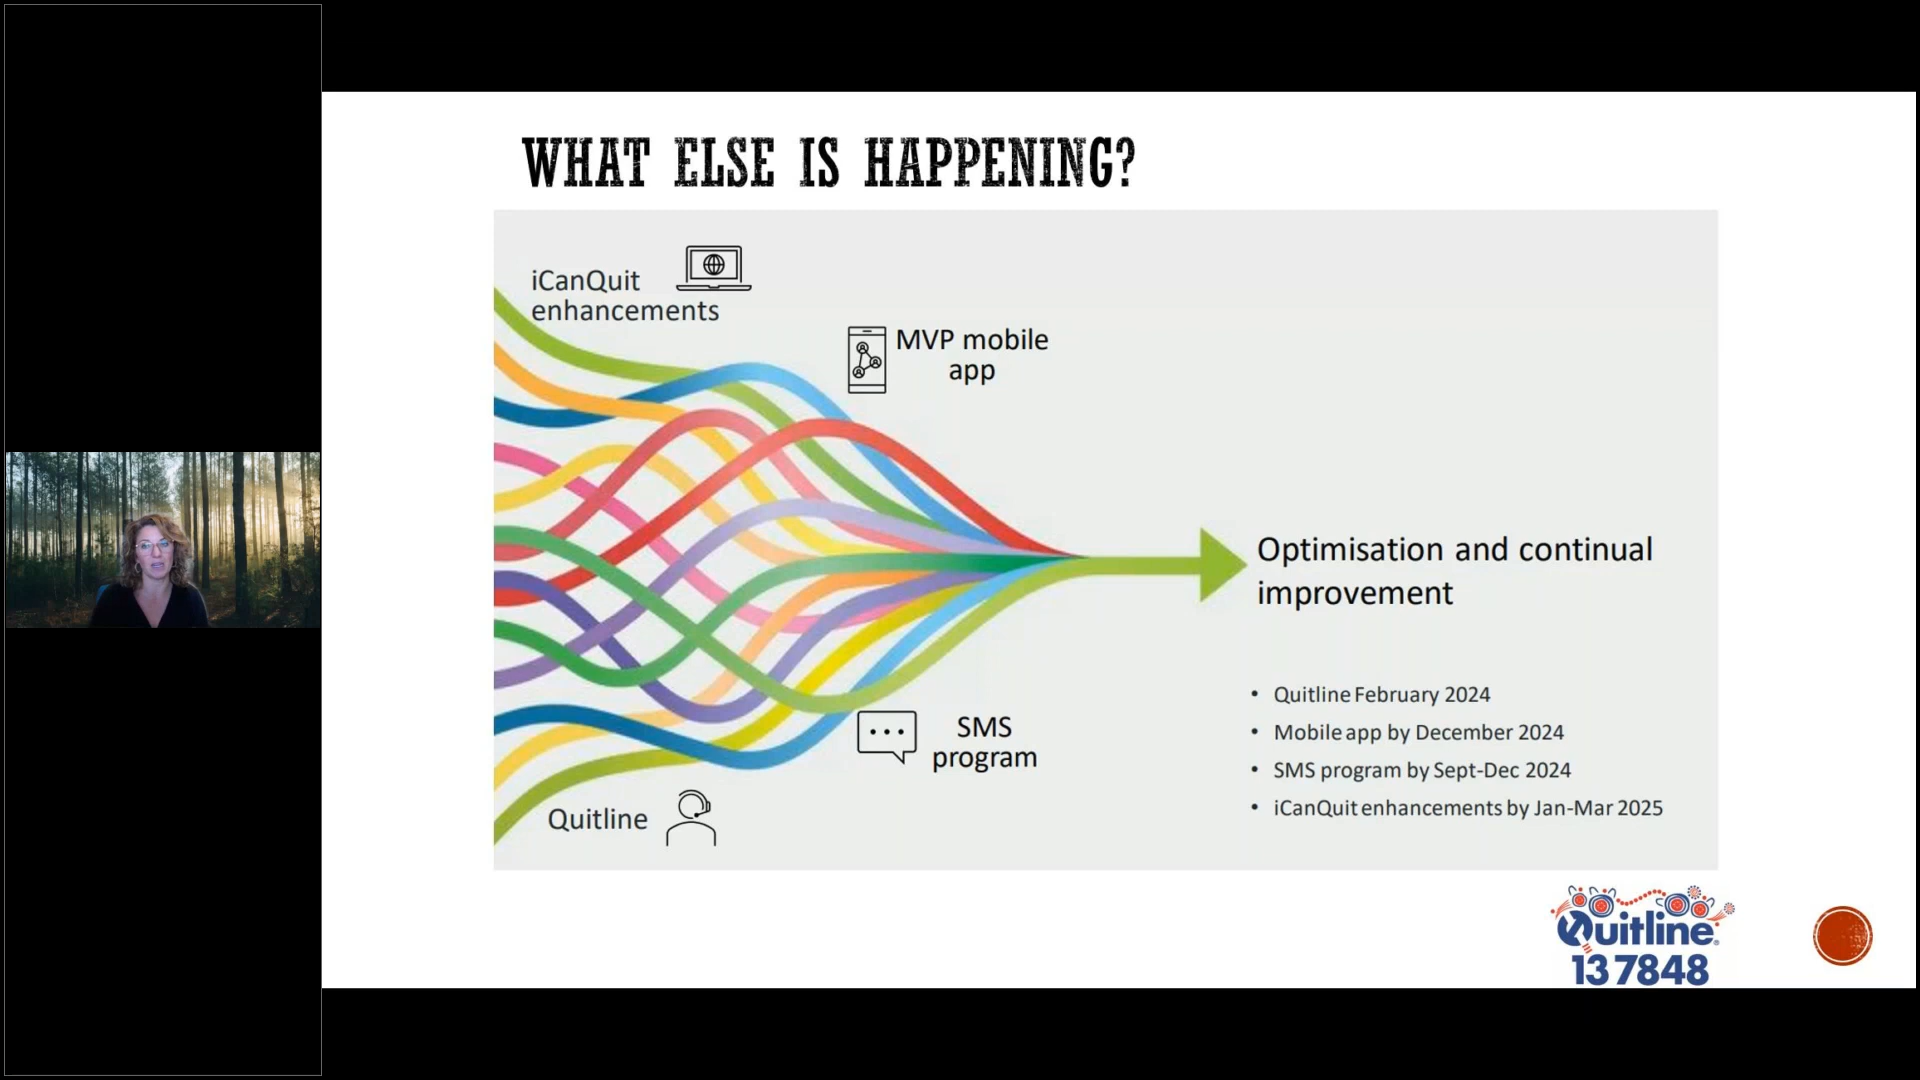 WHAT ELSE IS HAPPENING?
iCanQuit
enhancements
MVP mobile
app
Optimisation and continual
improvement
SMS
program
Quitline
• Quitline February 2024
• Mobile app by December 2024
• SMS program by Sept-Dec 2024
• iCanQuit enhancements by Jan-Mar 2025
Quitline®
13 7848